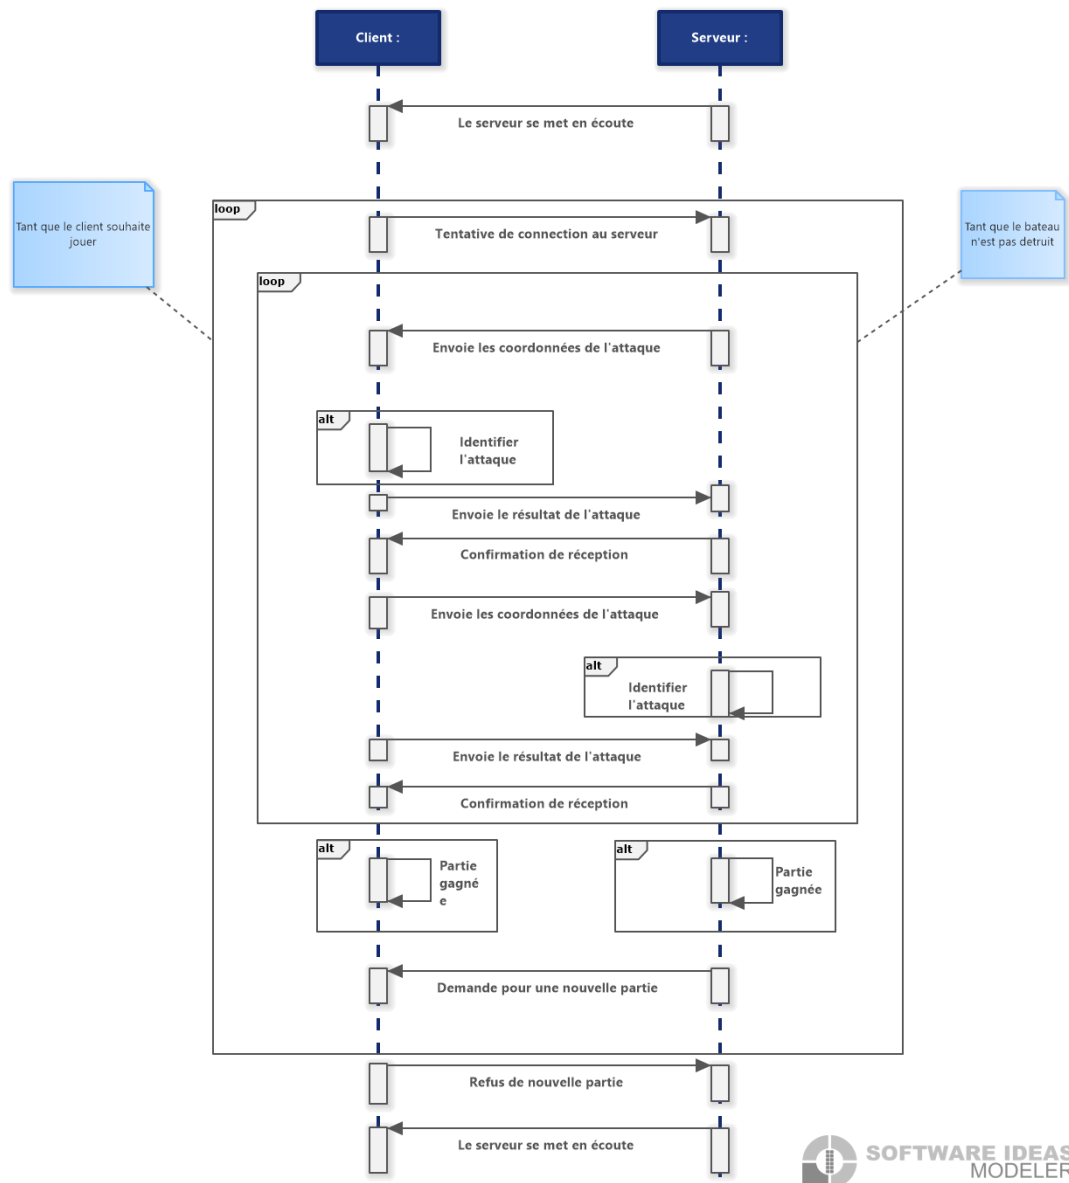 Client :
Serveur :
Le serveur se met en écoute
Tant que le client souhaite
jouer
Tant que le bateau
n'est pas detruit
loop
Tentative de connection au serveur
loop
Envoie les coordonnées de l'attaque
alt
Identifier
l'attaque
Envoie le résultat de l'attaque
Confirmation de réception
Envoie les coordonnées de l'attaque
alt
Identifier
l'attaque
Envoie le résultat de l'attaque
Confirmation de réception
alt
Partie
gagné
e
alt
Partie
gagnée
Demande pour une nouvelle partie
Refus de nouvelle partie
Le serveur se met en écoute
SOFTWARE IDEAS
MODELER